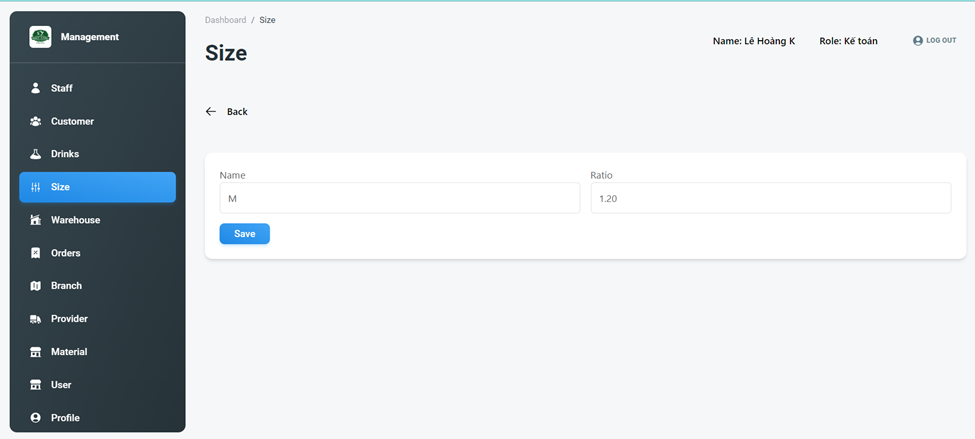 Management
Staff
Customer
Drinks
Size
Warehouse
Orders
Branch
Provider
Material
User
Profile
Dashboard / Size
Size
Name: Lê Hoàng K
Role: Kế toán
LOG OUT
Back
Name
M
Ratio
1.20
Save